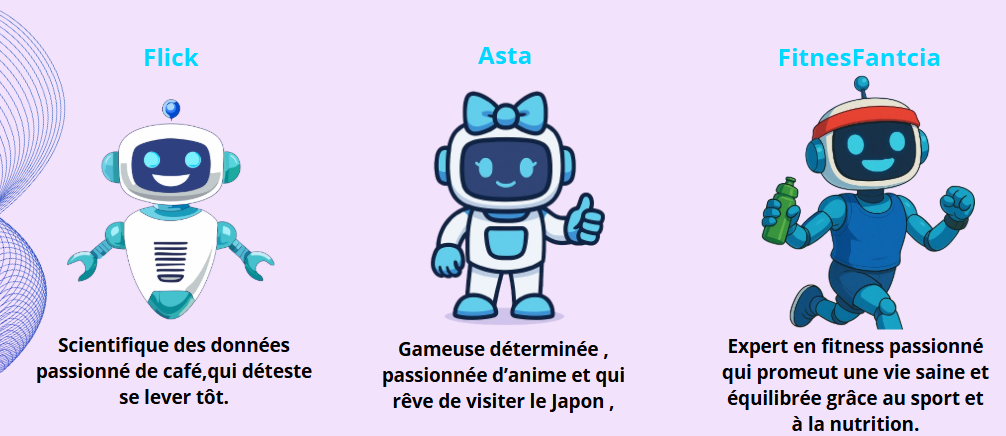 Flick
Scientifique des données
passionné de café,qui déteste
se lever tôt.
Asta
Gameuse déterminée ,
passionnée d’anime et qui
rêve de visiter le Japon ,
FitnesFantcia
Expert en fitness passionné
qui promeut une vie saine et
équilibrée grâce au sport et
à la nutrition.